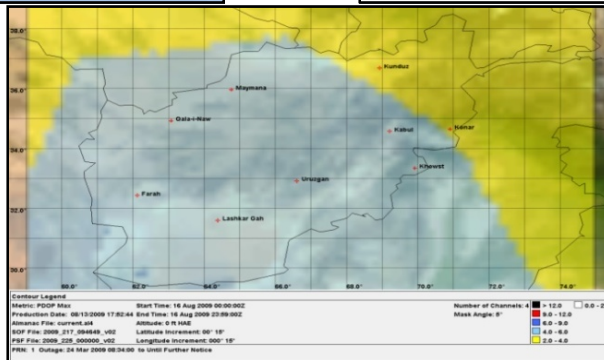 38.0°
36.0°
34.0°
32.0°
30.0°
Kunduz
Maymana
Qala-i-Naw
Kabul
Konar
Khowst
Uruzgan
Farah
Lashkar Gah
60.0° 62.0° 64.0° 66.0° 68.0° 70.0° 72.0° 74.0°
Contour Legend
Metric: PDOP Max Start Time: 16 Aug 2009 00:00:00Z Number of Channels: 4 > 12.0 0.0 - 2
Production Date: 08/13/2009 17:52:44 End Time: 16 Aug 2009 23:59:00Z Mask Angle: 5° 9.0 - 12.0
Almanac File: current.al4 Altitude: 0 ft HAE 6.0 - 9.0
SOF File: 2009_217_094649_v02 Latitude Increment: 00° 15' 4.0 - 6.0
PSF File: 2009_225_000000_v02 Longitude Increment: 000° 15' 2.0 - 4.0
PRN: 1 Outage: 24 Mar 2009 08:34:00 to Until Further Notice